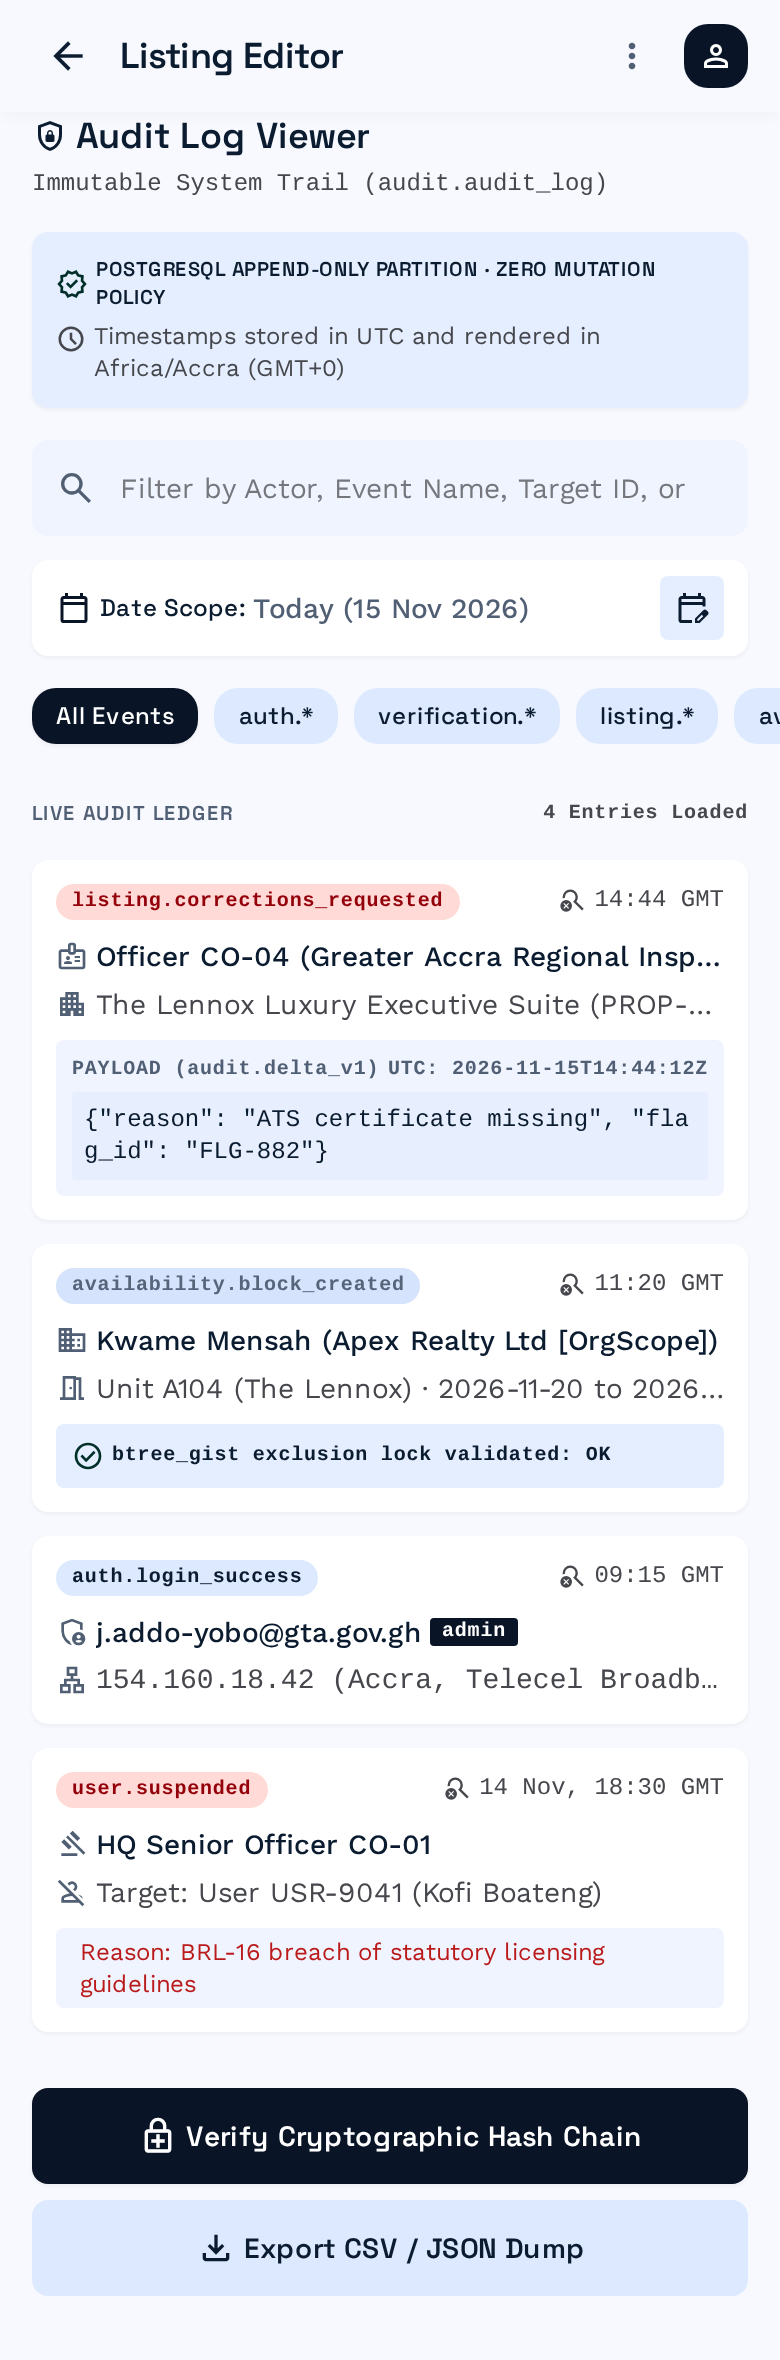 Listing Editor
Audit Log Viewer
Immutable System Trail (audit.audit_log)
POSTGRESQL APPEND-ONLY PARTITION · ZERO MUTATION
POLICY
Timestamps stored in UTC and rendered in
Africa/Accra (GMT+0)
Filter by Actor, Event Name, Target ID, or
Date Scope: Today (15 Nov 2026)
All Events auth.* verification.* listing.* av
LIVE AUDIT LEDGER 4 Entries Loaded
listing.corrections_requested 14:44 GMT
Officer CO-04 (Greater Accra Regional Insp...
The Lennox Luxury Executive Suite (PROP-...
PAYLOAD (audit.delta_v1) UTC: 2026-11-15T14:44:12Z
{"reason": "ATS certificate missing", "fla
g_id": "FLG-882"}
availability.block_created 11:20 GMT
Kwame Mensah (Apex Realty Ltd [OrgScope])
Unit A104 (The Lennox) · 2026-11-20 to 2026...
btree_gist exclusion lock validated: OK
auth.login_success 09:15 GMT
j.addo-yobo@gta.gov.gh admin
154.160.18.42 (Accra, Telecel Broadb…
user.suspended 14 Nov, 18:30 GMT
HQ Senior Officer CO-01
Target: User USR-9041 (Kofi Boateng)
Reason: BRL-16 breach of statutory licensing
guidelines
Verify Cryptographic Hash Chain
Export CSV / JSON Dump